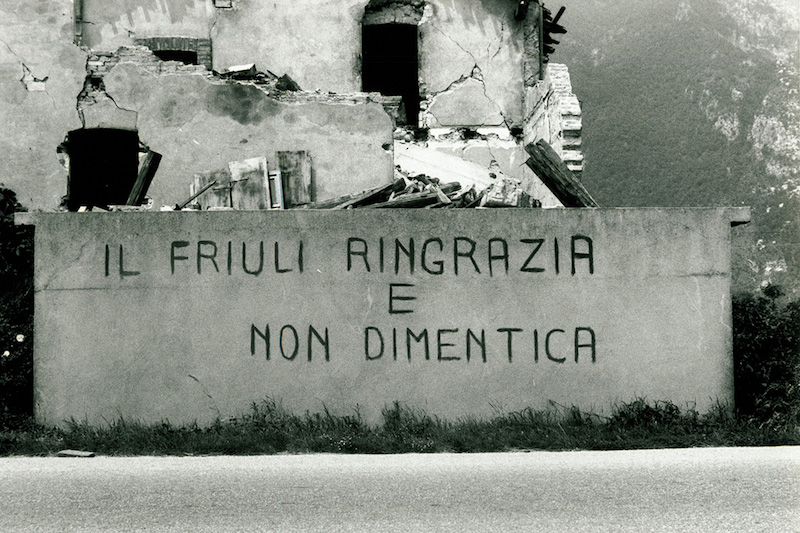 IL FRIULI RINGRAZIA
E
NON DIMENTICA